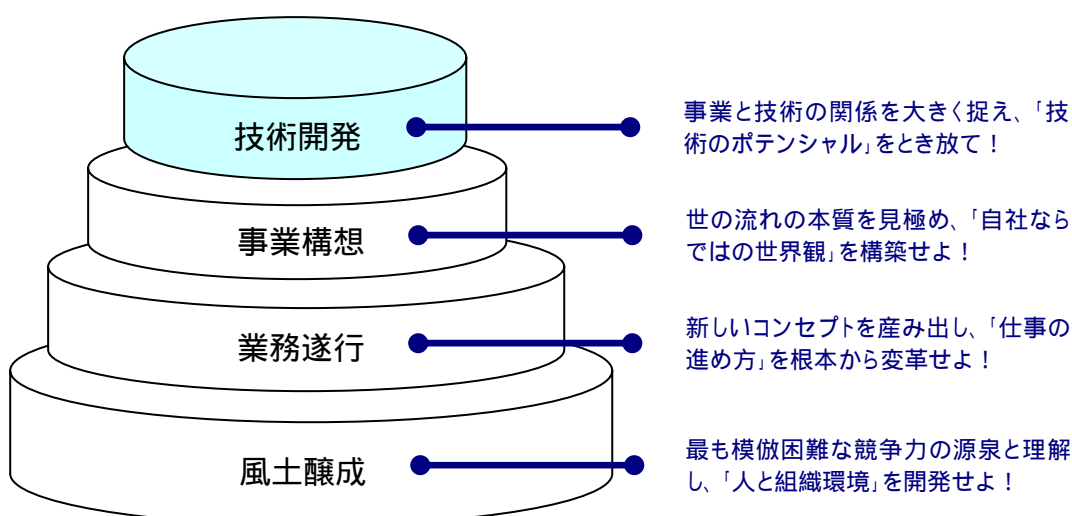 技術開発
事業と技術の関係を大きく捉え、「技
術のポテンシャル」をとき放て！
事業構想
世の流れの本質を見極め、「自社なら
ではの世界観」を構築せよ！
業務遂行
新しいコンセプトを産み出し、「仕事の
進め方」を根本から変革せよ！
風土醸成
最も模倣困難な競争力の源泉と理解
し、「人と組織環境」を開発せよ！